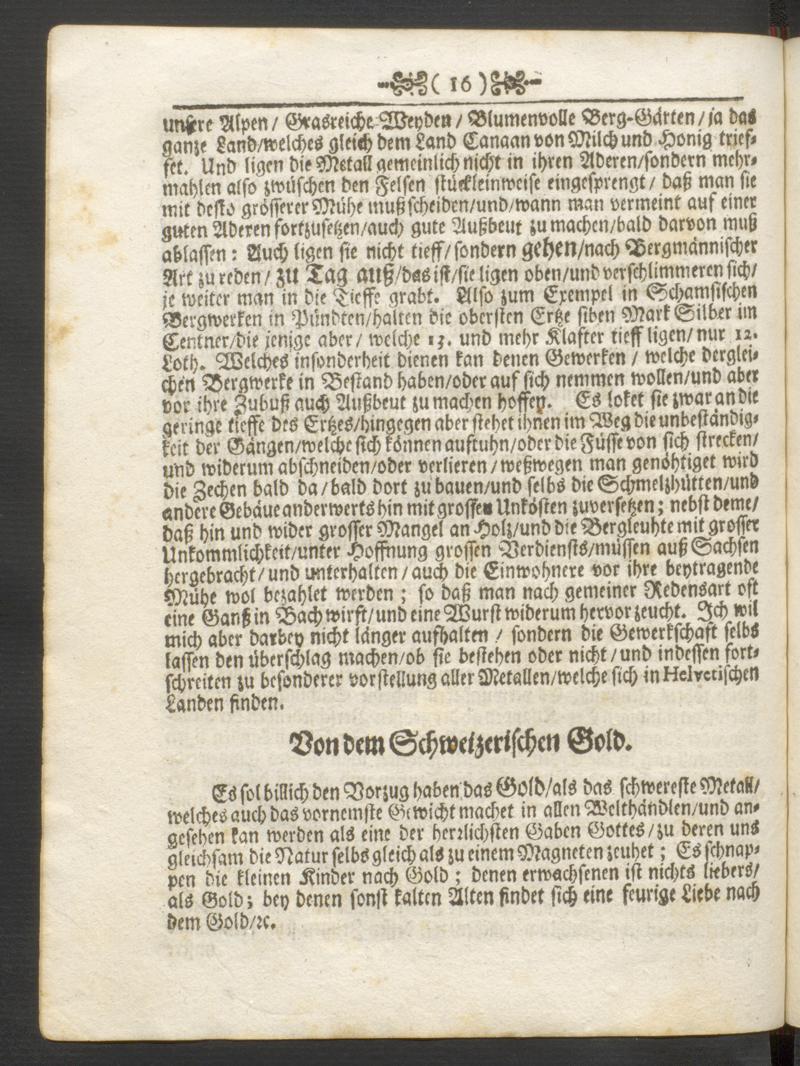 ( 16 )
unsere Alpen/ Grasreiche Weyden/ Blumenvolle Berg-Gärten/ja das
ganze Land/welches gleich dem Land Canaan von Milch und Honig trief-
fet. Und ligen die Metall gemeinlich nicht in ihren Aderen/sondern mehr-
mahlen also zwüschen den Felsen stückleinweise eingesprengt/ daß man sie
mit desto grösserer Mühe muß scheiden/und/wann man vermeint auf einer
guten Aderen fortzusetzen/auch gute Außbeut zu machen/bald darvon muß
ablassen: Auch ligen sie nicht tieff/sondern gehen/nach Bergmännischer
Art zu reden/ zu Tag auß/das ist/sie ligen oben/und verschlimmeren sich/
je weiter man in die Tieffe grabt. Also zum Exempel in Schamsischen
Bergwerken in Pündten/halten die obersten Ertze siben Mark Silber im
Centner/die jenige aber/ welche 13. und mehr Klafter tieff ligen/nur 12.
Loth. Welches insonderheit dienen kan denen Gewerken/ welche derglei-
chen Bergwerke in Bestand haben/oder auf sich nemmen wollen/und aber
vor ihre Zubuß auch Außbeut zu machen hoffen. Es loket sie zwar an die
geringe tieffe des Ertzes/hingegen aber stehet ihnen im Weg die unbeständig-
keit der Gängen/welche sich können auftuhn/oder die Füsse von sich strecken/
und widerum abschneiden/oder verlieren/weßwegen man genöhtiget wird
die Zechen bald da/bald dort zu bauen/und selbs die Schmelzhütten/und
andere Gebäue anderwerts hin mit grossen Unkösten zuversetzen; nebst deme/
daß hin und wider grosser Mangel an Holz/und die Bergleuhte mit grosser
Unkommlichkeit/unter Hoffnung grossen Verdiensts/müssen auß Sachsen
hergebracht/und unterhalten/auch die Einwohnere vor ihre beytragende
Mühe wol bezahlet werden; so daß man nach gemeiner Redensart oft
eine Ganß in Bach wirft/und eine Wurst widerum hervor zeucht. Ich wil
mich aber darbey nicht länger aufhalten/ sondern die Gewerkschaft selbs
lassen den überschlag machen/ob sie bestehen oder nicht/und indessen fort-
schreiten zu besonderer vorstellung aller Metallen/welche sich in Helvetischen
Landen finden.
Von dem Schweizerischen Gold.
Es sol billich den Vorzug haben das Gold/als das schwereste Metall/
welches auch das vornemste Gewicht machet in allen Welthändlen/und an-
gesehen kan werden als eine der herrlichsten Gaben Gottes/zu deren uns
gleichsam die Natur selbs gleich als zu einem Magneten zeuhet; Es schnap-
pen die kleinen Kinder nach Gold; denen erwachsenen ist nichts liebers/
als Gold; bey denen sonst kalten Alten findet sich eine feurige Liebe nach
dem Gold/ꝛc.